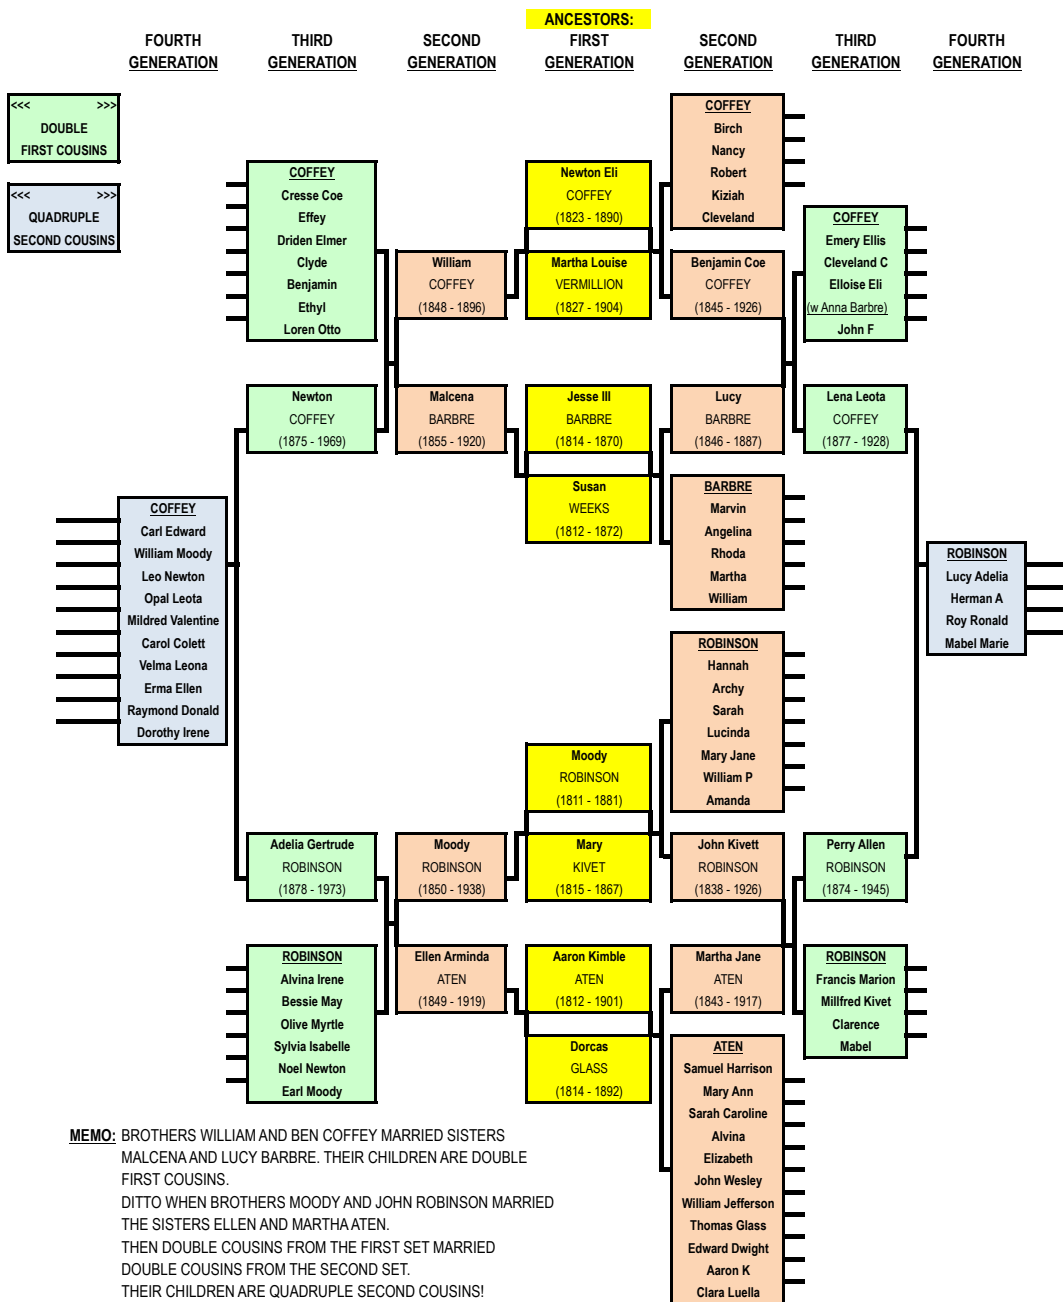 ANCESTORS:
FOURTH
GENERATION
THIRD
GENERATION
SECOND
GENERATION
FIRST
GENERATION
SECOND
GENERATION
THIRD
GENERATION
FOURTH
GENERATION
<<< >>>
DOUBLE
FIRST COUSINS
<<< >>>
QUADRUPLE
SECOND COUSINS
COFFEY
Carl Edward
William Moody
Leo Newton
Opal Leota
Mildred Valentine
Carol Colett
Velma Leona
Erma Ellen
Raymond Donald
Dorothy Irene
COFFEY
Cresse Coe
Effey
Driden Elmer
Clyde
Benjamin
Ethyl
Loren Otto
Newton
COFFEY
(1875 - 1969)
Adelia Gertrude
ROBINSON
(1878 - 1973)
ROBINSON
Alvina Irene
Bessie May
Olive Myrtle
Sylvia Isabelle
Noel Newton
Earl Moody
William
COFFEY
(1848 - 1896)
Malcena
BARBRE
(1855 - 1920)
Moody
ROBINSON
(1850 - 1938)
Ellen Arminda
ATEN
(1849 - 1919)
Newton Eli
COFFEY
(1823 - 1890)
Martha Louise
VERMILLION
(1827 - 1904)
Jesse III
BARBRE
(1814 - 1870)
Susan
WEEKS
(1812 - 1872)
Moody
ROBINSON
(1811 - 1881)
Mary
KIVET
(1815 - 1867)
Aaron Kimble
ATEN
(1812 - 1901)
Dorcas
GLASS
(1814 - 1892)
COFFEY
Birch
Nancy
Robert
Kiziah
Cleveland
Benjamin Coe
COFFEY
(1845 - 1926)
Lucy
BARBRE
(1846 - 1887)
BARBRE
Marvin
Angelina
Rhoda
Martha
William
ROBINSON
Hannah
Archy
Sarah
Lucinda
Mary Jane
William P
Amanda
John Kivett
ROBINSON
(1838 - 1926)
Martha Jane
ATEN
(1843 - 1917)
ATEN
Samuel Harrison
Mary Ann
Sarah Caroline
Alvina
Elizabeth
John Wesley
William Jefferson
Thomas Glass
Edward Dwight
Aaron K
Clara Luella
COFFEY
Emery Ellis
Cleveland C
Elloise Eli
(w Anna Barbre)
John F
Lena Leota
COFFEY
(1877 - 1928)
Perry Allen
ROBINSON
(1874 - 1945)
ROBINSON
Francis Marion
Millfred Kivet
Clarence
Mabel
ROBINSON
Lucy Adelia
Herman A
Roy Ronald
Mabel Marie
MEMO: BROTHERS WILLIAM AND BEN COFFEY MARRIED SISTERS
MALCENA AND LUCY BARBRE. THEIR CHILDREN ARE DOUBLE
FIRST COUSINS.
DITTO WHEN BROTHERS MOODY AND JOHN ROBINSON MARRIED
THE SISTERS ELLEN AND MARTHA ATEN.
THEN DOUBLE COUSINS FROM THE FIRST SET MARRIED
DOUBLE COUSINS FROM THE SECOND SET.
THEIR CHILDREN ARE QUADRUPLE SECOND COUSINS!